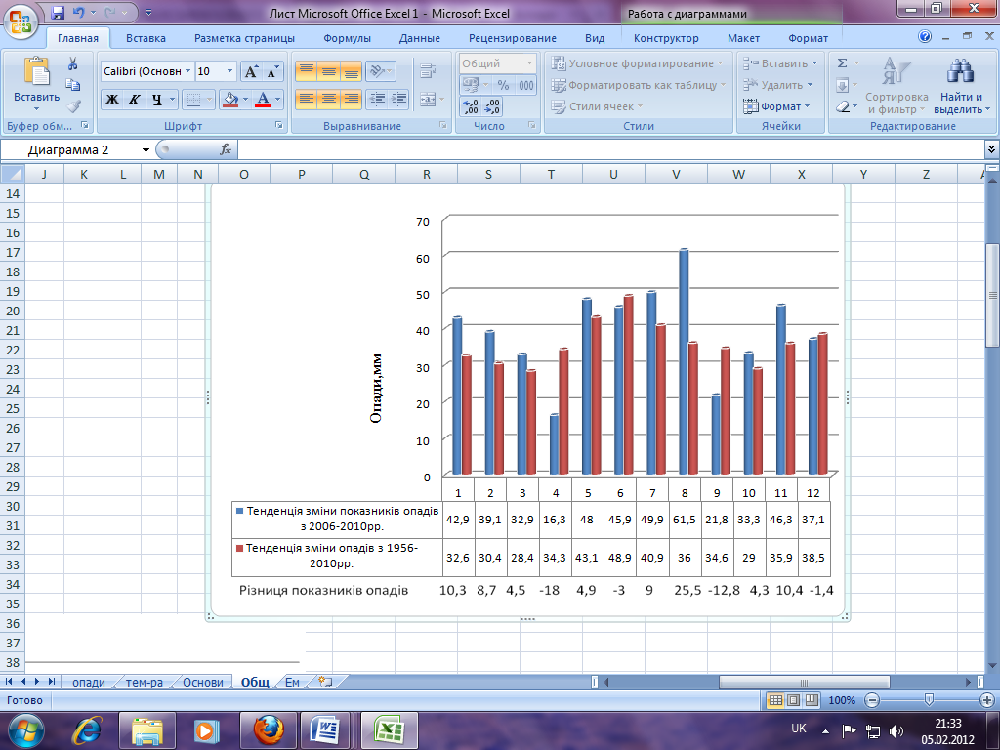 Лист Microsoft Office Excel 1 - Microsoft Excel
Работа с диаграммами
Главная Вставка Разметка страницы Формулы Данные Рецензирование Вид Конструктор Макет Формат
Вставить
Calibri (Основн 10
Ж К Ч
Общий
% 000
Условное форматирование
Форматировать как таблицу
Стили ячеек
Вставить
Удалить
Формат
Сортировка и фильтр
Найти и выделить
Буфер обм... Шрифт Выравнивание Число Стили Ячейки Редактирование
Диаграмма 2 fx
J K L M N O P Q R S T U V W X Y Z
14
15
16
17
18
19
20
21
22
23
24
25
26
27
28
29
30
31
32
33
34
35
36
37
38
70
60
50
40
30
20
10
0
Опади,мм
1 2 3 4 5 6 7 8 9 10 11 12
Тенденція зміни показників опадів з 2006-2010рр. 42,9 39,1 32,9 16,3 48 45,9 49,9 61,5 21,8 33,3 46,3 37,1
Тенденція зміни опадів з 1956-2010рр. 32,6 30,4 28,4 34,3 43,1 48,9 40,9 36 34,6 29 35,9 38,5
Різниця показників опадів 10,3 8,7 4,5 -18 4,9 -3 9 25,5 -12,8 4,3 10,4 -1,4
опади тем-ра Основи Общ Ем
Готово 100%
UK 21:33
05.02.2012